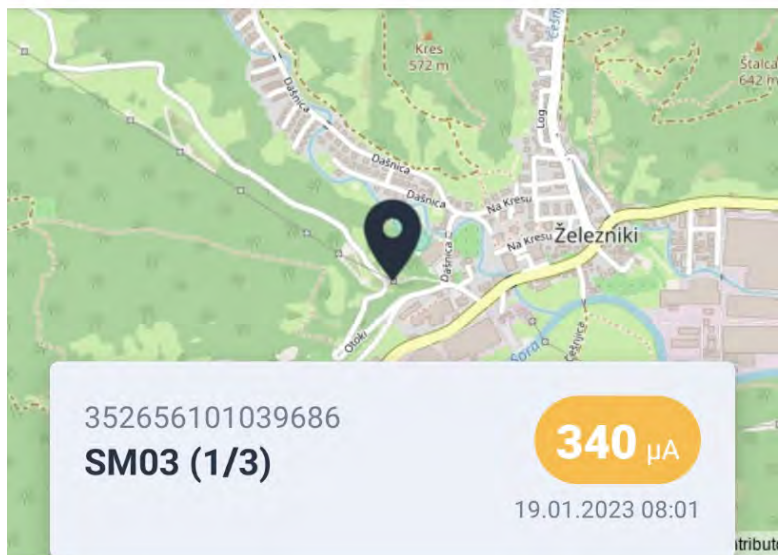 Kres
572 m
Štalca
642 m
Dašnica
Log
Dašnica
Dašnica
Na Kresu
Na Kresu
Železniki
Dašnica
Otoki
Sora
Češnjice
352656101039686
SM03 (1/3)
340 µA
19.01.2023 08:01